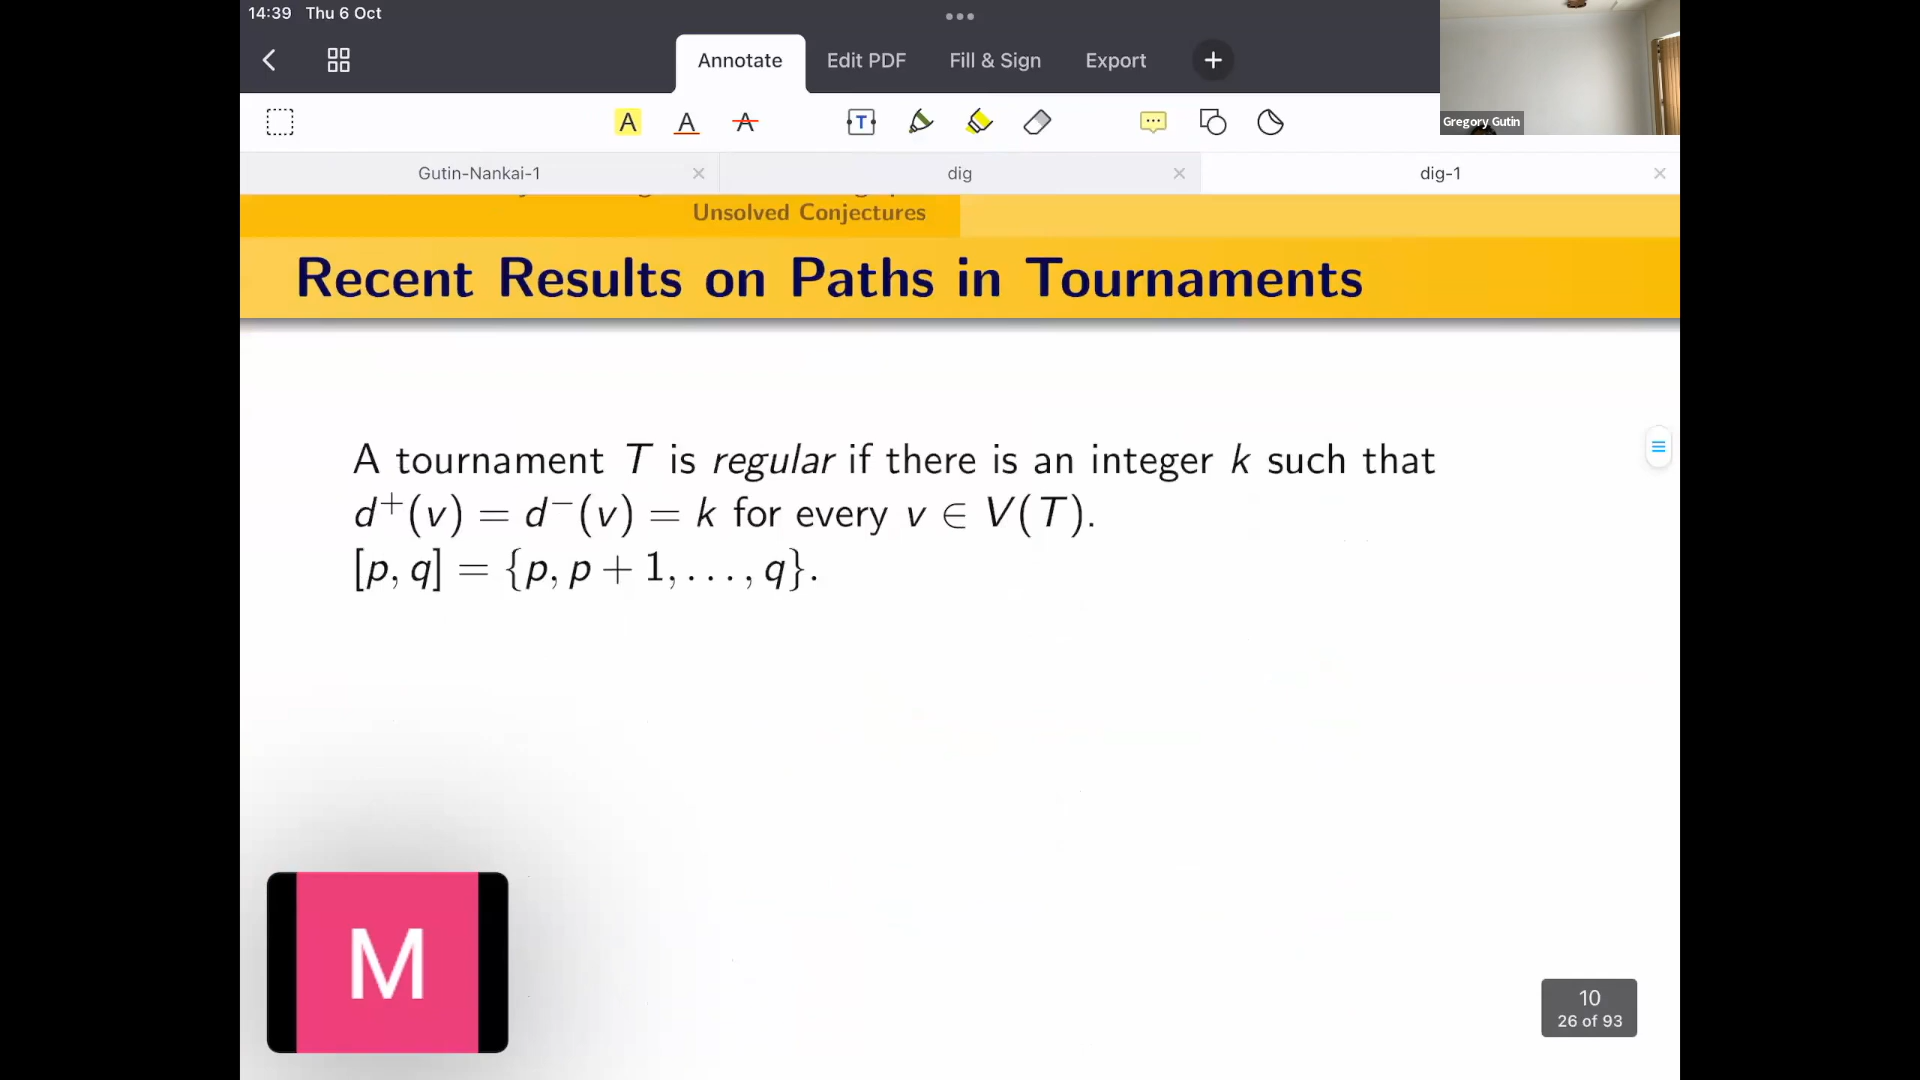 14:39 Thu 6 Oct
Annotate Edit PDF Fill & Sign Export
A A A T
Gregory Gutin
Gutin-Nankai-1 dig dig-1
Unsolved Conjectures
Recent Results on Paths in Tournaments
A tournament T is regular if there is an integer k such that
d⁺(v) = d⁻(v) = k for every v ∈ V(T).
[p, q] = {p, p + 1, . . . , q}.
M
10
26 of 93